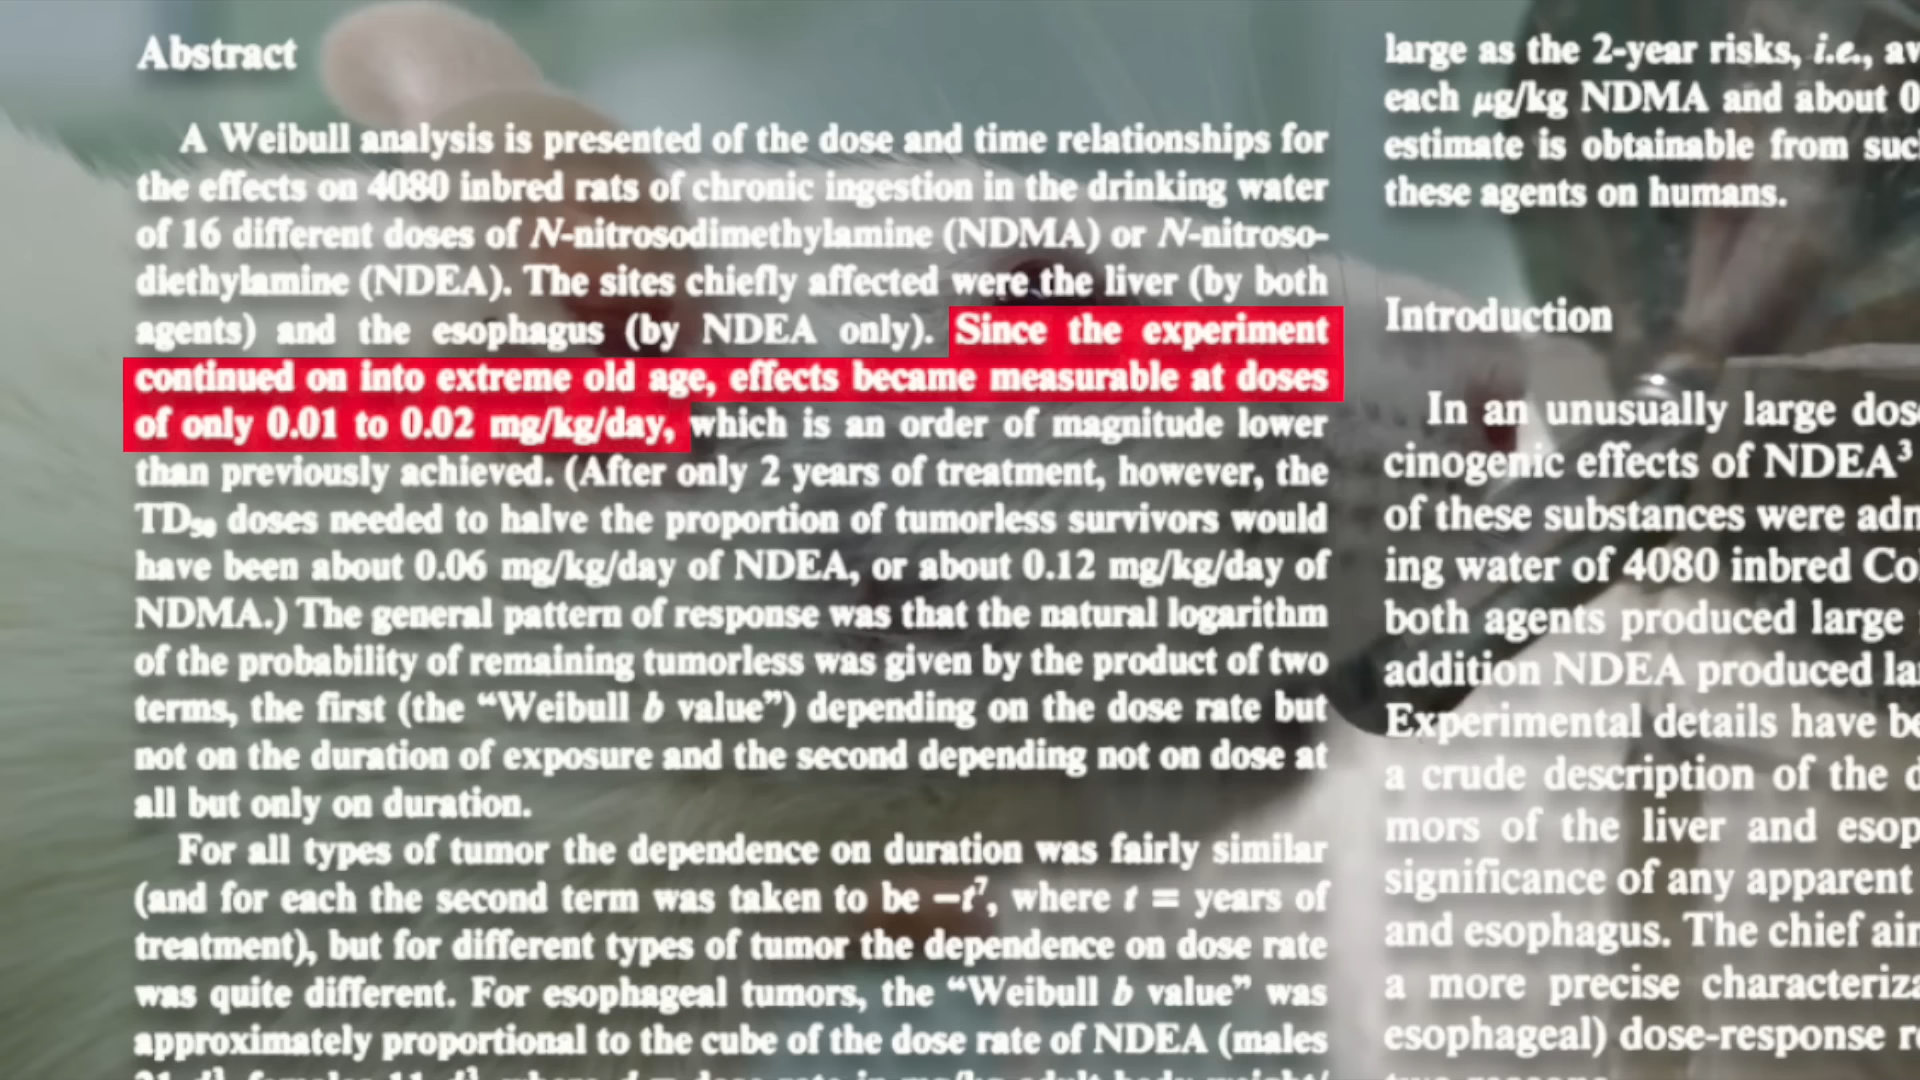 Abstract
A Weibull analysis is presented of the dose and time relationships for
the effects on 4080 inbred rats of chronic ingestion in the drinking water
of 16 different doses of N-nitrosodimethylamine (NDMA) or N-nitroso-
diethylamine (NDEA). The sites chiefly affected were the liver (by both
agents) and the esophagus (by NDEA only). Since the experiment
continued on into extreme old age, effects became measurable at doses
of only 0.01 to 0.02 mg/kg/day, which is an order of magnitude lower
than previously achieved. (After only 2 years of treatment, however, the
TD₅₀ doses needed to halve the proportion of tumorless survivors would
have been about 0.06 mg/kg/day of NDEA, or about 0.12 mg/kg/day of
NDMA.) The general pattern of response was that the natural logarithm
of the probability of remaining tumorless was given by the product of two
terms, the first (the “Weibull b value”) depending on the dose rate but
not on the duration of exposure and the second depending not on dose at
all but only on duration.
For all types of tumor the dependence on duration was fairly similar
(and for each the second term was taken to be −t⁷, where t = years of
treatment), but for different types of tumor the dependence on dose rate
was quite different. For esophageal tumors, the “Weibull b value” was
approximately proportional to the cube of the dose rate of NDEA (males
large as the 2-year risks, i.e., av
each µg/kg NDMA and about 0
estimate is obtainable from suc
these agents on humans.
Introduction
In an unusually large dose
cinogenic effects of NDEA³
of these substances were adm
ing water of 4080 inbred Co
both agents produced large
addition NDEA produced la
Experimental details have be
a crude description of the d
mors of the liver and esop
significance of any apparent
and esophagus. The chief ai
a more precise characteriza
esophageal) dose-response re